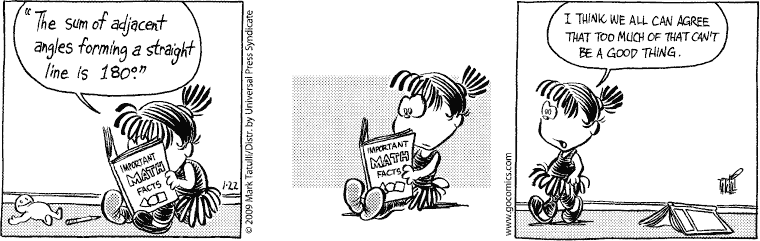 "The sum of adjacent
angles forming a straight
line is 180°."
IMPORTANT
MATH
FACTS
1-22
© 2009 Mark Tatulli/Distr. by Universal Press Syndicate
IMPORTANT
MATH
FACTS
I THINK WE ALL CAN AGREE
THAT TOO MUCH OF THAT CAN'T
BE A GOOD THING.
www.gocomics.com